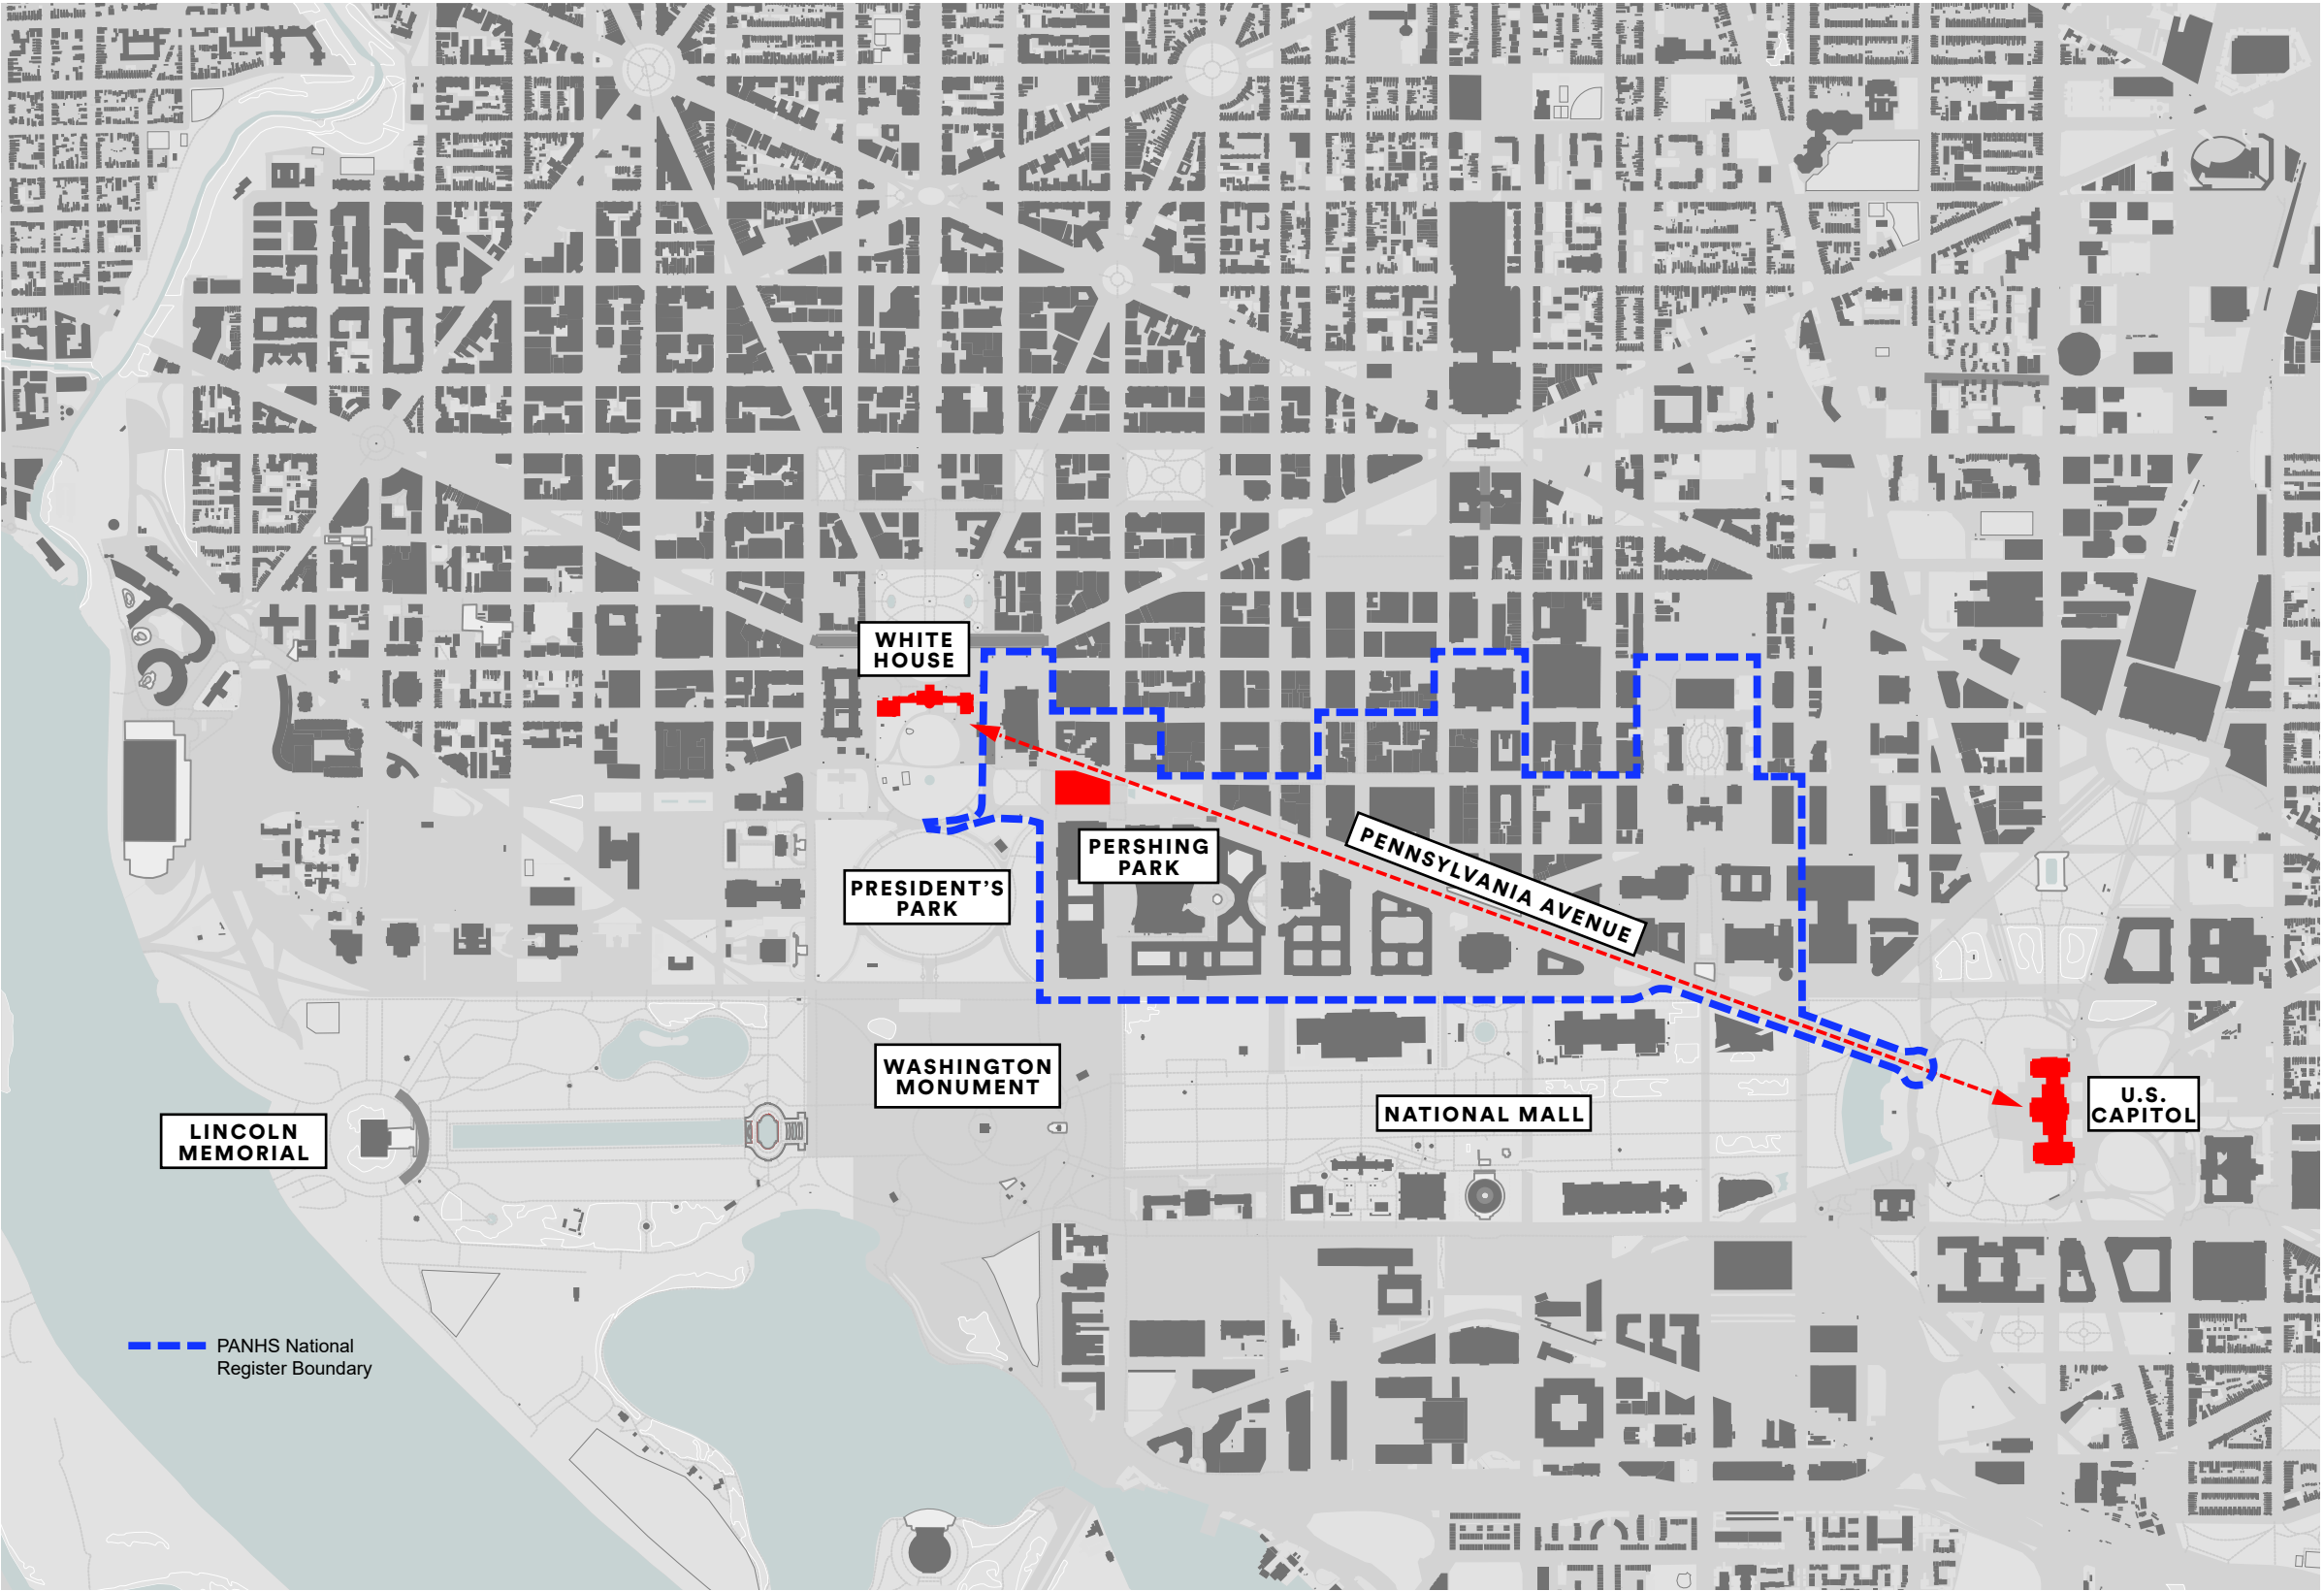 WHITE
HOUSE
PERSHING
PARK
PENNSYLVANIA AVENUE
PRESIDENT'S
PARK
WASHINGTON
MONUMENT
NATIONAL MALL
U.S.
CAPITOL
LINCOLN
MEMORIAL
PANHS National
Register Boundary